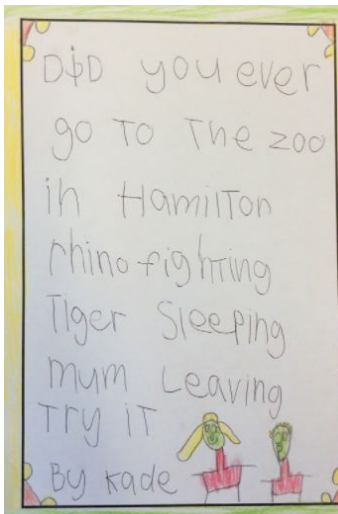 DiD you ever
go To The zoo
in HamilTon
rhino fighTing
Tiger Sleeping
mum Leaving
Try iT
By kade